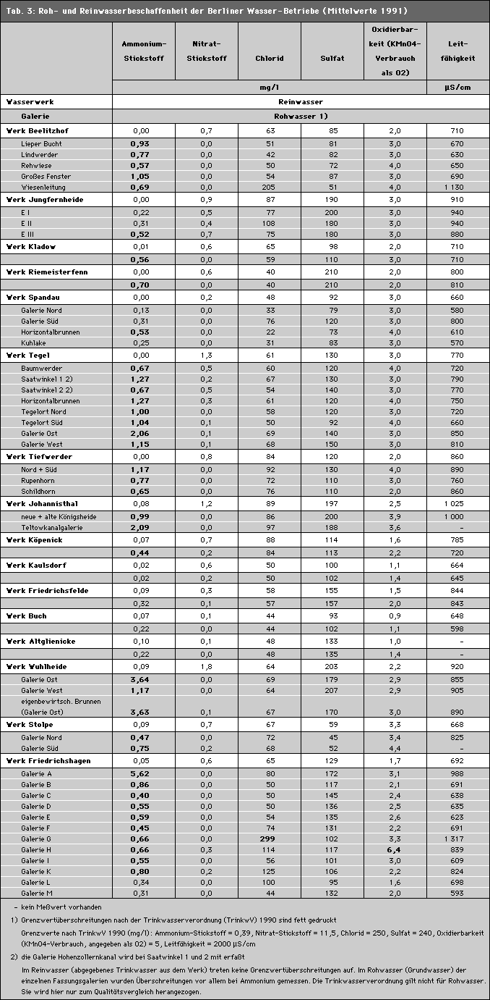 Tab. 3: Roh- und Reinwasserbeschaffenheit der Berliner Wasser-Betriebe (Mittelwerte 1991)
Ammonium-Stickstoff Nitrat-Stickstoff Chlorid Sulfat Oxidierbar-keit (KMnO4-Verbrauch als O2) Leit-fähigkeit
mg/l µS/cm
Wasserwerk Reinwasser
Galerie Rohwasser 1)
Werk Beelitzhof 0,00 0,7 63 85 2,0 710
Lieper Bucht 0,93 0,0 51 81 3,0 670
Lindwerder 0,77 0,0 42 82 3,0 630
Rehwiese 0,57 0,0 50 72 4,0 650
Großes Fenster 1,05 0,0 54 87 3,0 690
Wiesenleitung 0,69 0,0 205 51 4,0 1 130
Werk Jungfernheide 0,00 0,9 87 190 3,0 910
E I 0,22 0,5 77 200 3,0 940
E II 0,31 0,4 108 180 3,0 940
E III 0,52 0,7 75 180 3,0 880
Werk Kladow 0,01 0,6 65 98 2,0 710
0,56 0,0 59 110 3,0 710
Werk Riemeisterfenn 0,00 0,6 40 210 2,0 800
0,70 0,0 40 210 2,0 810
Werk Spandau 0,00 0,2 48 92 3,0 660
Galerie Nord 0,13 0,0 33 79 3,0 580
Galerie Süd 0,31 0,0 76 120 3,0 800
Horizontalbrunnen 0,53 0,0 22 73 4,0 610
Kuhlake 0,25 0,0 31 83 3,0 570
Werk Tegel 0,00 1,3 61 130 3,0 770
Baumwerder 0,67 0,5 60 120 4,0 720
Saatwinkel 1 2) 1,27 0,2 67 130 3,0 790
Saatwinkel 2 2) 0,67 0,5 54 140 3,0 770
Horizontalbrunnen 1,27 0,3 61 120 4,0 750
Tegelort Nord 1,00 0,0 58 120 3,0 720
Tegelort Süd 1,04 0,1 50 92 4,0 660
Galerie Ost 2,06 0,1 69 140 3,0 850
Galerie West 1,15 0,1 68 150 3,0 810
Werk Tiefwerder 0,00 0,8 84 120 2,0 860
Nord + Süd 1,17 0,0 92 130 4,0 890
Rupenhorn 0,77 0,0 72 110 3,0 760
Schildhorn 0,65 0,0 76 110 2,0 860
Werk Johannisthal 0,08 1,2 89 197 2,5 1 025
neue + alte Königsheide 0,99 0,0 86 200 3,9 1 000
Teltowkanalgalerie 2,09 0,0 97 188 3,6 -
Werk Köpenick 0,07 0,7 88 114 1,6 785
0,44 0,2 84 113 2,2 720
Werk Kaulsdorf 0,02 0,6 50 100 1,1 664
0,02 0,2 50 102 1,4 645
Werk Friedrichsfelde 0,09 0,3 58 155 1,5 844
0,32 0,1 57 157 2,0 843
Werk Buch 0,07 0,1 44 93 0,9 648
0,22 0,0 44 102 1,1 598
Werk Altglienicke 0,10 0,1 48 133 1,0 -
0,22 0,0 48 135 1,4 -
Werk Wuhlheide 0,09 1,8 64 203 2,2 920
Galerie Ost 3,64 0,0 69 179 2,9 855
Galerie West 1,17 0,0 64 207 2,9 905
eigenbewirtsch. Brunnen
(Galerie Ost) 3,63 0,1 67 170 3,0 890
Werk Stolpe 0,09 0,7 67 59 3,3 668
Galerie Nord 0,47 0,0 72 45 3,4 825
Galerie Süd 0,75 0,2 68 52 4,4 -
Werk Friedrichshagen 0,05 0,6 65 129 1,7 692
Galerie A 5,62 0,0 80 172 3,1 988
Galerie B 0,86 0,0 50 117 2,1 691
Galerie C 0,40 0,0 50 145 2,4 638
Galerie D 0,55 0,0 50 136 2,5 635
Galerie E 0,59 0,0 54 135 2,6 623
Galerie F 0,45 0,0 74 131 2,2 691
Galerie G 0,66 0,0 299 102 3,3 1 317
Galerie H 0,66 0,3 114 117 6,4 839
Galerie I 0,55 0,0 56 101 3,0 609
Galerie K 0,80 0,2 125 106 2,2 824
Galerie L 0,34 0,0 100 95 1,6 698
Galerie M 0,31 0,0 44 132 2,0 593
- kein Meßwert vorhanden
1) Grenzwertüberschreitungen nach der Trinkwasserverordnung (TrinkwV) 1990 sind fett gedruckt
Grenzwerte nach TrinkwV 1990 (mg/l): Ammonium-Stickstoff = 0,39, Nitrat-Stickstoff = 11,5, Chlorid = 250, Sulfat = 240, Oxidierbarkeit
(KMnO4-Verbrauch, angegeben als O2) = 5, Leitfähigkeit = 2000 µS/cm
2) die Galerie Hohenzollernkanal wird bei Saatwinkel 1 und 2 mit erfaßt
Im Reinwasser (abgegebenes Trinkwasser aus dem Werk) treten keine Grenzwertüberschreitungen auf. Im Rohwasser (Grundwasser) der
einzelnen Fassungsgalerien wurden Überschreitungen vor allem bei Ammonium gemessen. Die Trinkwasserverordnung gilt nicht für Rohwasser.
Sie wird hier nur zum Qualitätsvergleich herangezogen.